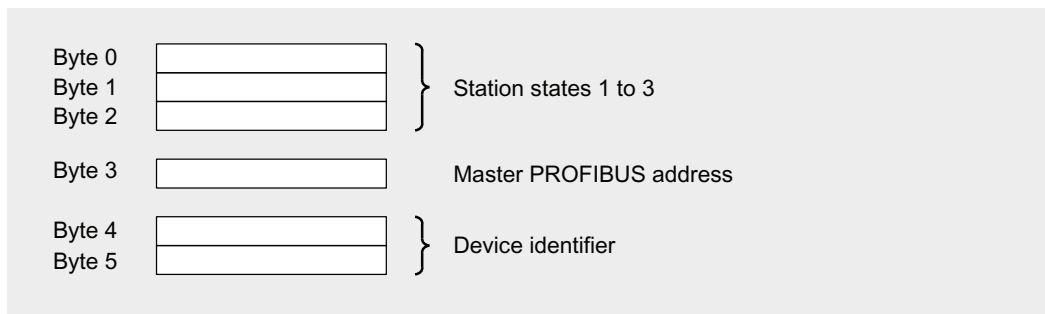 Byte 0
Byte 1
Station states 1 to 3
Byte 2
Byte 3
Master PROFIBUS address
Byte 4
Device identifier
Byte 5